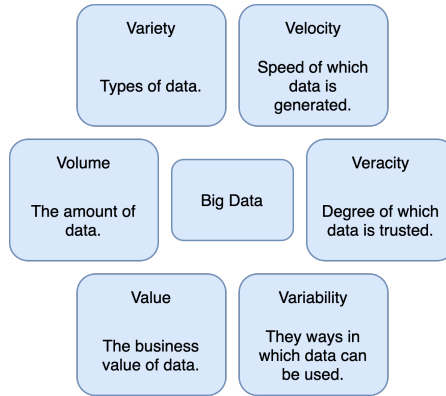 Variety
Types of data.
Velocity
Speed of which
data is
generated.
Volume
The amount of
data.
Big Data
Veracity
Degree of which
data is trusted.
Value
The business
value of data.
Variability
They ways in
which data can
be used.